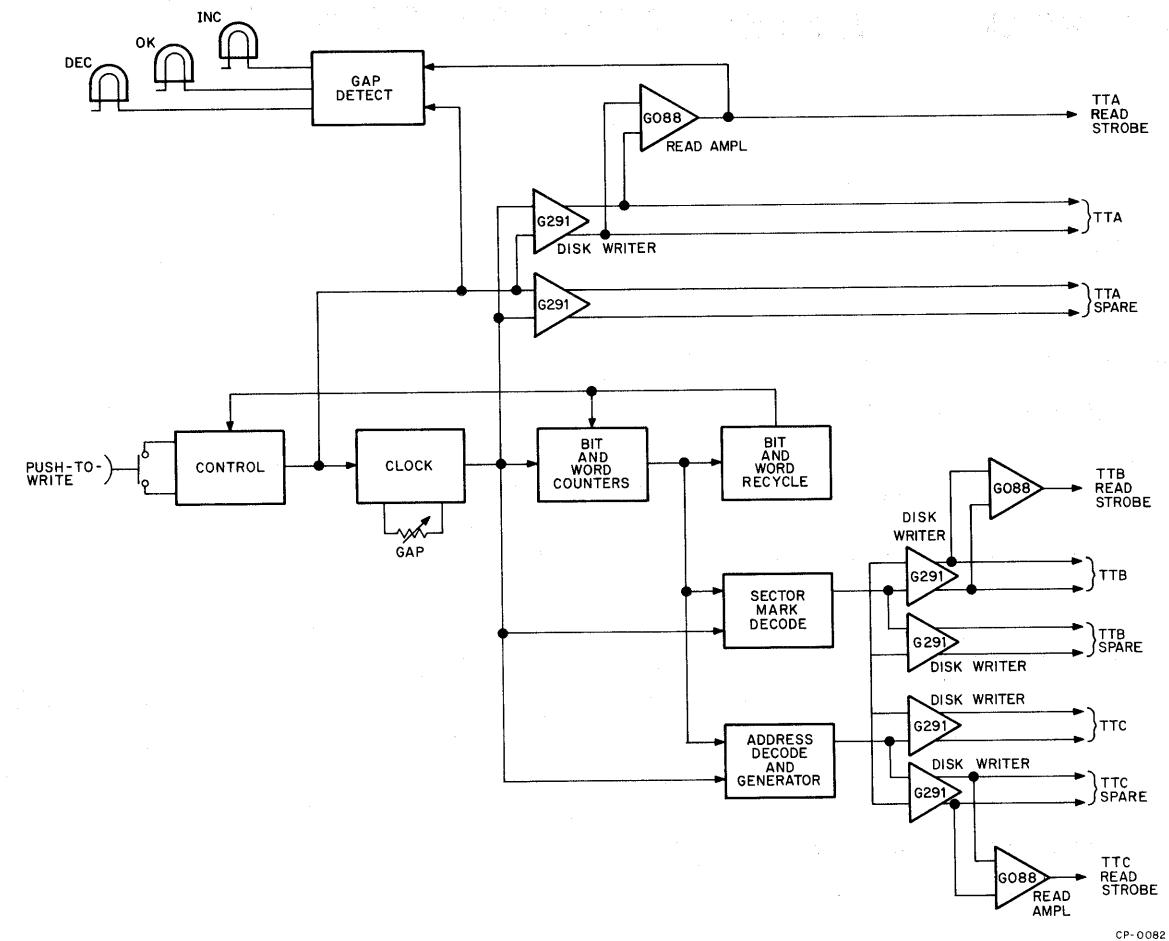 INC
OK
DEC
GAP
DETECT
GO88
READ AMPL
TTA
READ
STROBE
G291
DISK WRITER
TTA
G291
TTA
SPARE
PUSH-TO-
WRITE
CONTROL
CLOCK
GAP
BIT
AND
WORD
COUNTERS
BIT
AND
WORD
RECYCLE
GO88
TTB
READ
STROBE
DISK
WRITER
G291
TTB
SECTOR
MARK
DECODE
G291
TTB
SPARE
DISK WRITER
DISK WRITER
G291
TTC
ADDRESS
DECODE
AND
GENERATOR
DISK WRITER
G291
TTC
SPARE
GO88
READ
AMPL
TTC
READ
STROBE
CP-0082